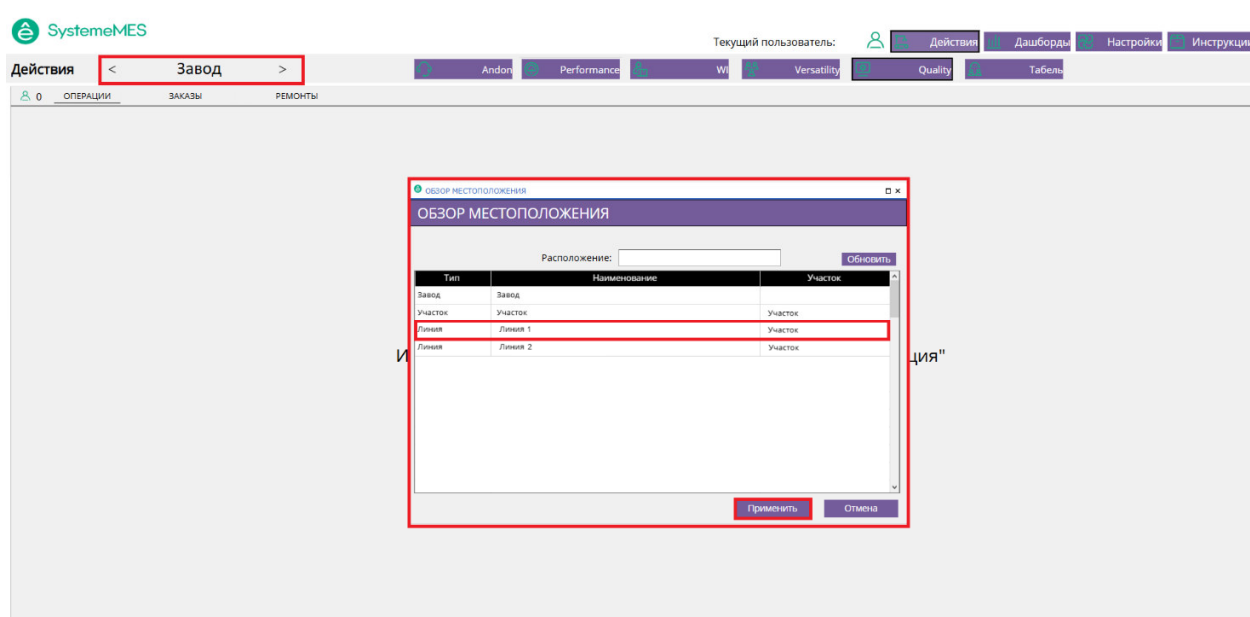 SystemeMES
Текущий пользователь:
Действия
Дашборды
Настройки
Инструкции
Действия
<
Завод
>
Andon
Performance
WI
Versatility
Quality
Табель
0
ОПЕРАЦИИ
ЗАКАЗЫ
РЕМОНТЫ
ОБЗОР МЕСТОПОЛОЖЕНИЯ
ОБЗОР МЕСТОПОЛОЖЕНИЯ
Расположение:
Обновить
Тип Наименование Участок
Завод Завод
Участок Участок Участок
Линия Линия 1 Участок
Линия Линия 2 Участок
И
ция"
Применить
Отмена